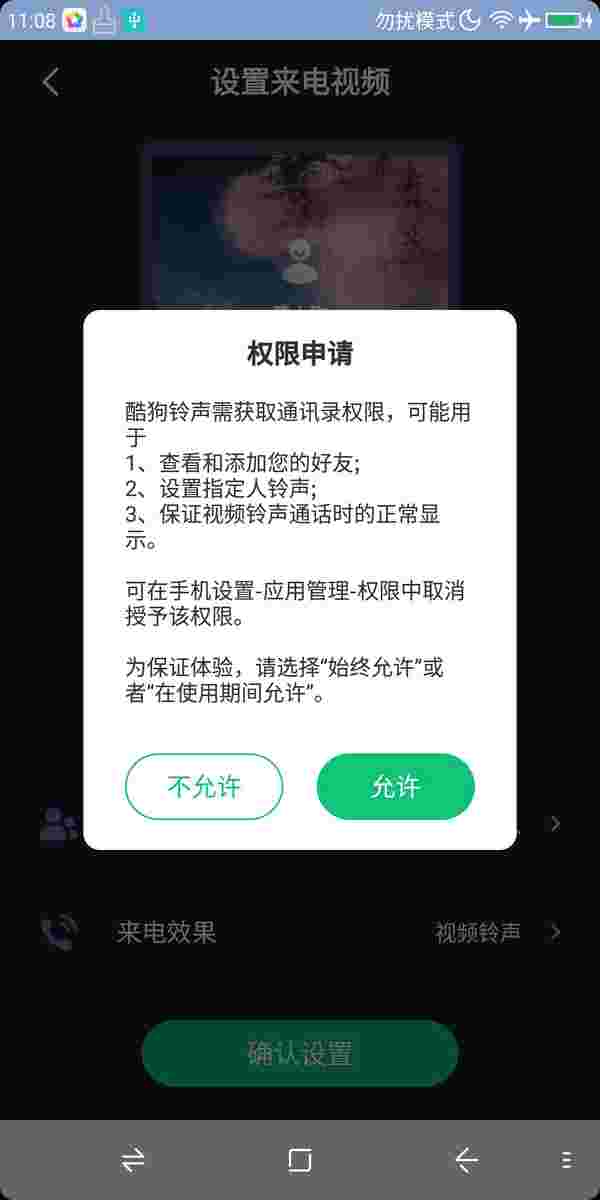 11:08
勿扰模式
设置来电视频
权限申请
酷狗铃声需获取通讯录权限，可能用
于
1、查看和添加您的好友;
2、设置指定人铃声;
3、保证视频铃声通话时的正常显
示。
可在手机设置-应用管理-权限中取消
授予该权限。
为保证体验，请选择“始终允许”或
者“在使用期间允许”。
不允许
允许
来电效果
视频铃声
确认设置